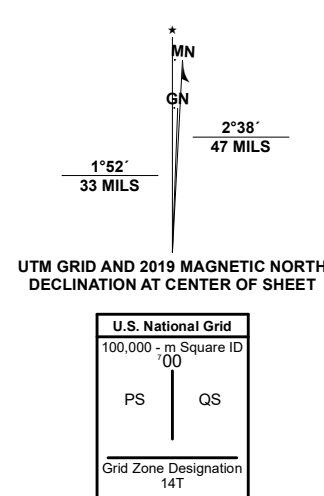 ★
MN
GN
2°38´
47 MILS
1°52´
33 MILS
UTM GRID AND 2019 MAGNETIC NORTH
DECLINATION AT CENTER OF SHEET
U.S. National Grid
100,000 - m Square ID
⁷00
PS QS
Grid Zone Designation
14T